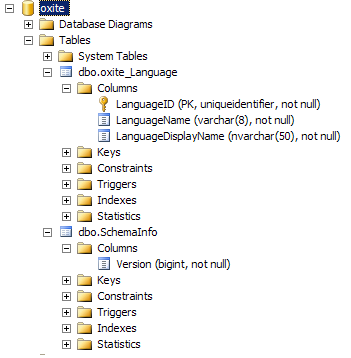 oxite
Database Diagrams
Tables
System Tables
dbo.oxite_Language
Columns
LanguageID (PK, uniqueidentifier, not null)
LanguageName (varchar(8), not null)
LanguageDisplayName (nvarchar(50), not null)
Keys
Constraints
Triggers
Indexes
Statistics
dbo.SchemaInfo
Columns
Version (bigint, not null)
Keys
Constraints
Triggers
Indexes
Statistics